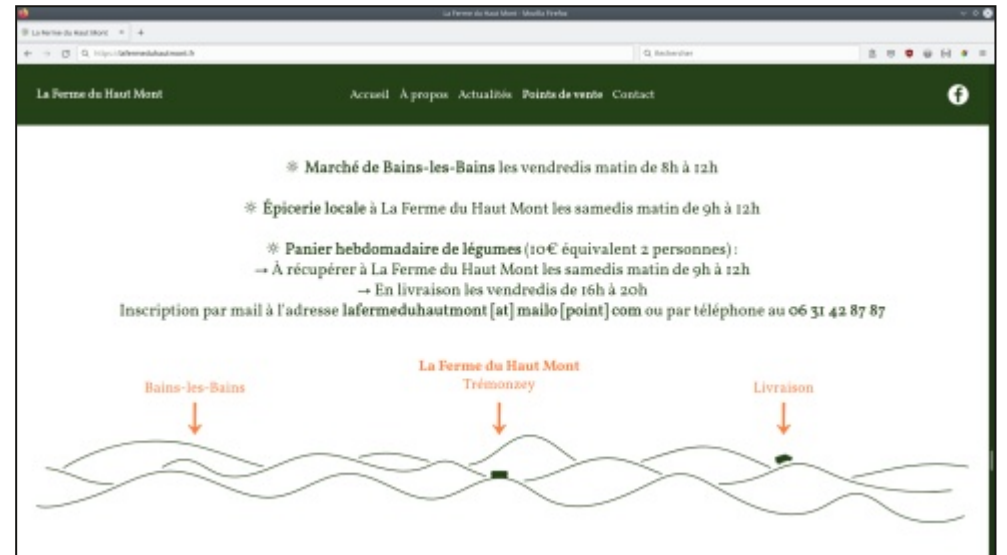 La Ferme du Haut Mont - Mozilla Firefox
La Ferme du Haut Mont × +
https://lafermeduhautmont.fr
Rechercher
La Ferme du Haut Mont
Accueil À propos Actualités Points de vente Contact
☼ Marché de Bains-les-Bains les vendredis matin de 8h à 12h
☼ Épicerie locale à La Ferme du Haut Mont les samedis matin de 9h à 12h
☼ Panier hebdomadaire de légumes (10€ équivalent 2 personnes) :
→ À récupérer à La Ferme du Haut Mont les samedis matin de 9h à 12h
→ En livraison les vendredis de 16h à 20h
Inscription par mail à l'adresse lafermeduhautmont [at] mailo [point] com ou par téléphone au 06 31 42 87 87
La Ferme du Haut Mont
Bains-les-Bains Trémonzey Livraison